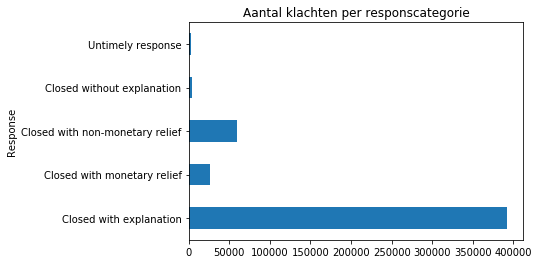 Aantal klachten per responscategorie
Response
Untimely response
Closed without explanation
Closed with non-monetary relief
Closed with monetary relief
Closed with explanation
0 50000 100000 150000 200000 250000 300000 350000 400000